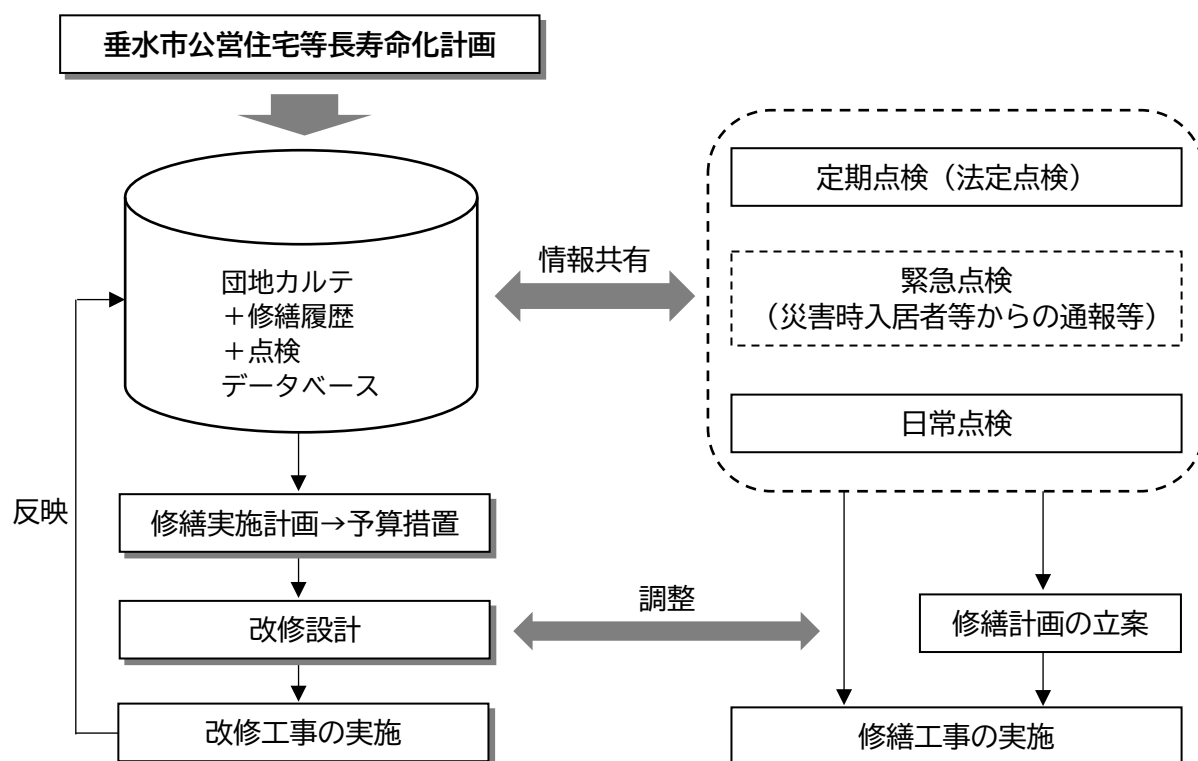 垂水市公営住宅等長寿命化計画
団地カルテ
＋修繕履歴
＋点検
データベース
情報共有
定期点検（法定点検）
緊急点検
（災害時入居者等からの通報等）
日常点検
反映
修繕実施計画→予算措置
改修設計
調整
修繕計画の立案
改修工事の実施
修繕工事の実施